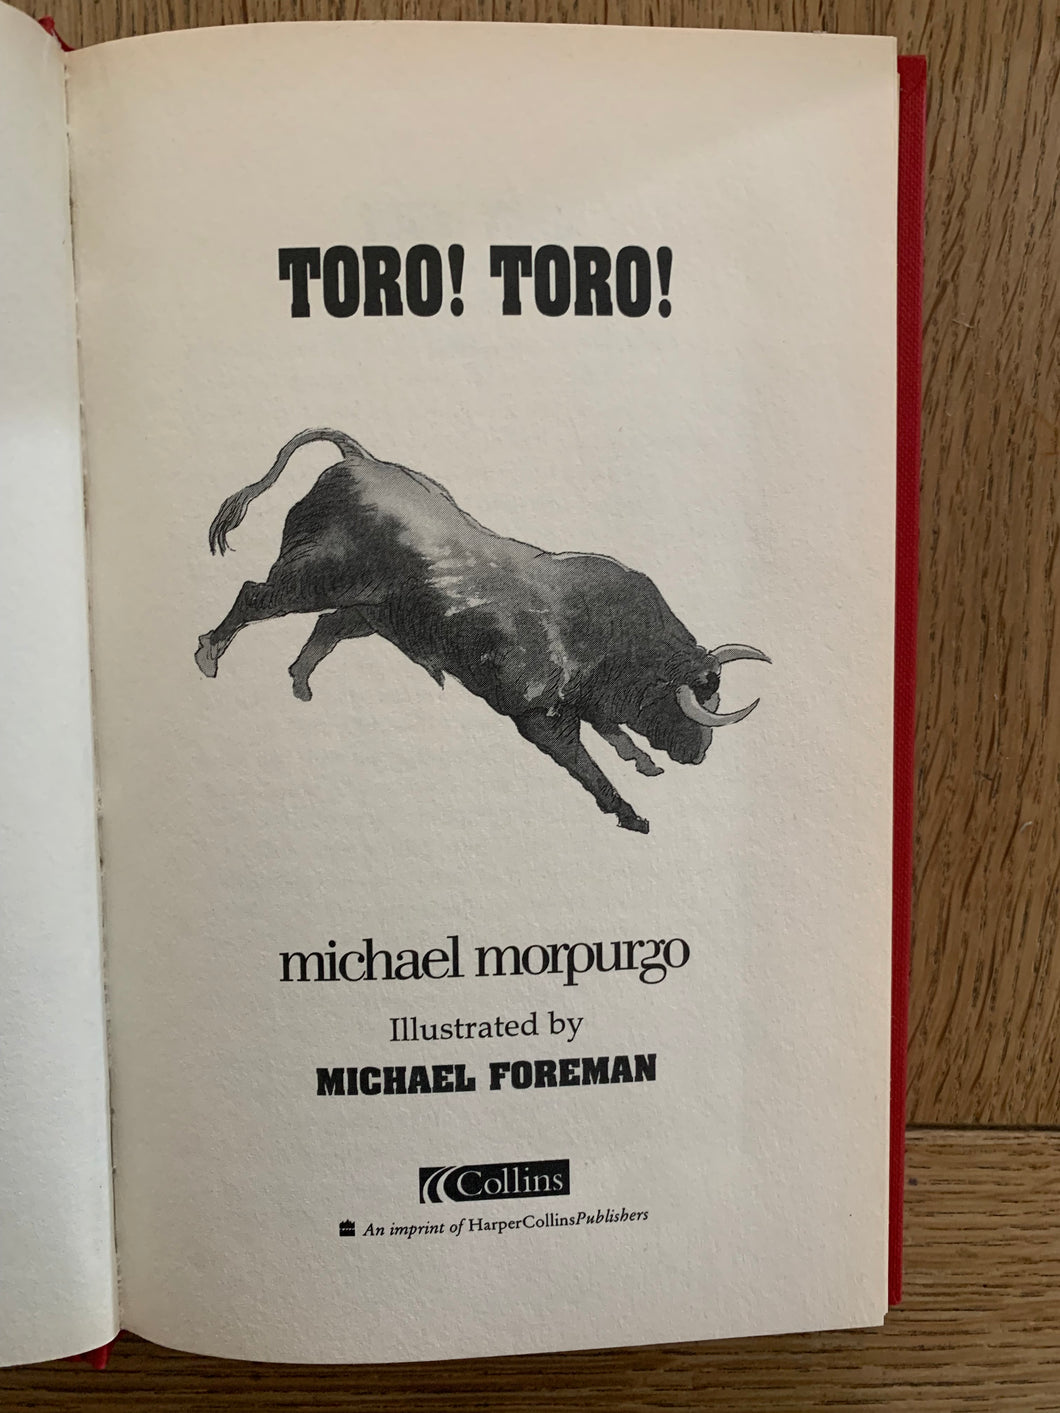 TORO! TORO!
michael morpurgo
Illustrated by
MICHAEL FOREMAN
Collins
An imprint of HarperCollinsPublishers